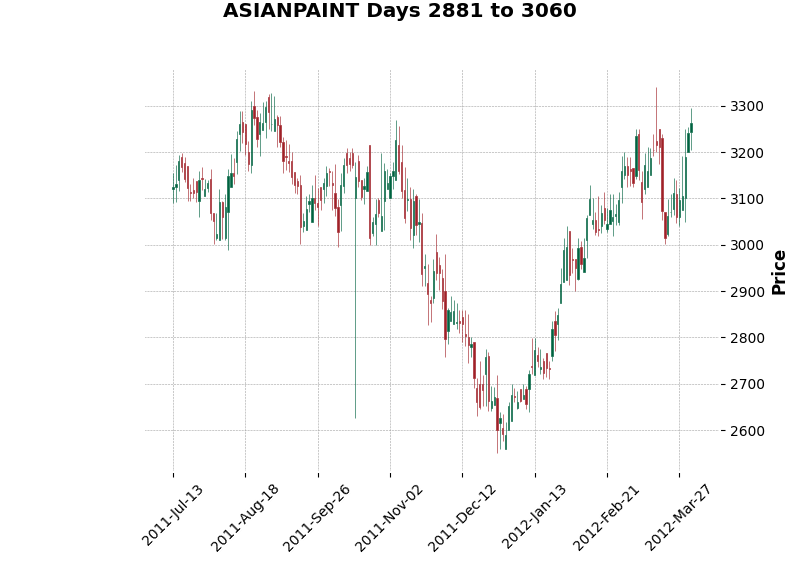 ASIANPAINT Days 2881 to 3060
3300
3200
3100
3000
2900
2800
2700
2600
Price
2011-Jul-13
2011-Aug-18
2011-Sep-26
2011-Nov-02
2011-Dec-12
2012-Jan-13
2012-Feb-21
2012-Mar-27